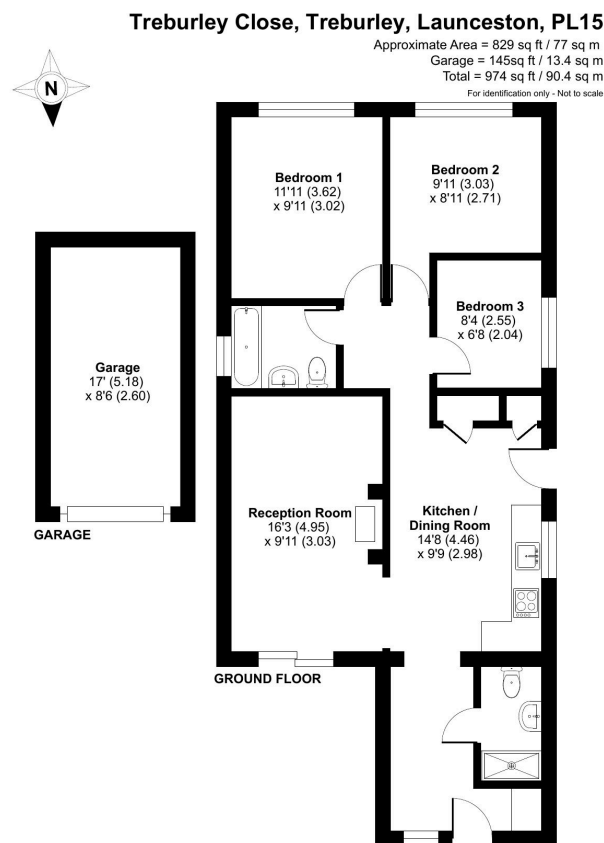 Treburley Close, Treburley, Launceston, PL15
Approximate Area = 829 sq ft / 77 sq m
Garage = 145sq ft / 13.4 sq m
Total = 974 sq ft / 90.4 sq m
For identification only - Not to scale
N
Bedroom 1
11'11 (3.62)
x 9'11 (3.02)
Bedroom 2
9'11 (3.03)
x 8'11 (2.71)
Bedroom 3
8'4 (2.55)
x 6'8 (2.04)
Garage
17' (5.18)
x 8'6 (2.60)
GARAGE
Reception Room
16'3 (4.95)
x 9'11 (3.03)
Kitchen /
Dining Room
14'8 (4.46)
x 9'9 (2.98)
GROUND FLOOR